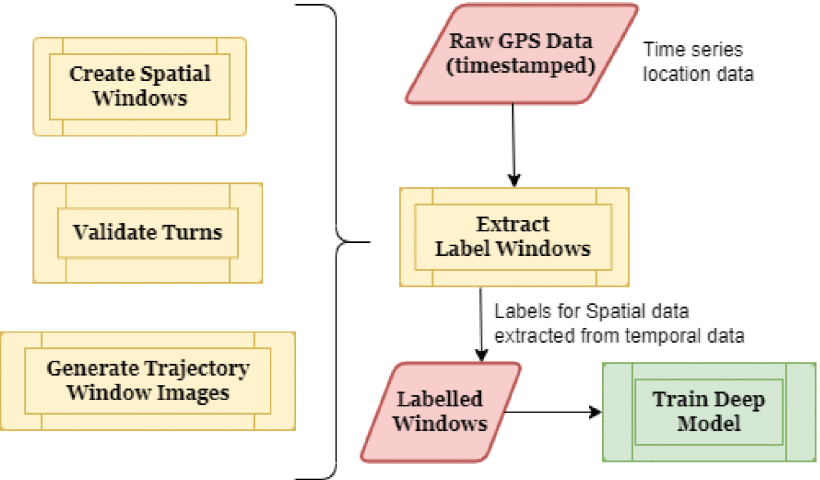 Create Spatial
Windows
Validate Turns
Generate Trajectory
Window Images
Raw GPS Data
(timestamped)
Time series
location data
Extract
Label Windows
Labels for Spatial data
extracted from temporal data
Labelled
Windows
Train Deep
Model